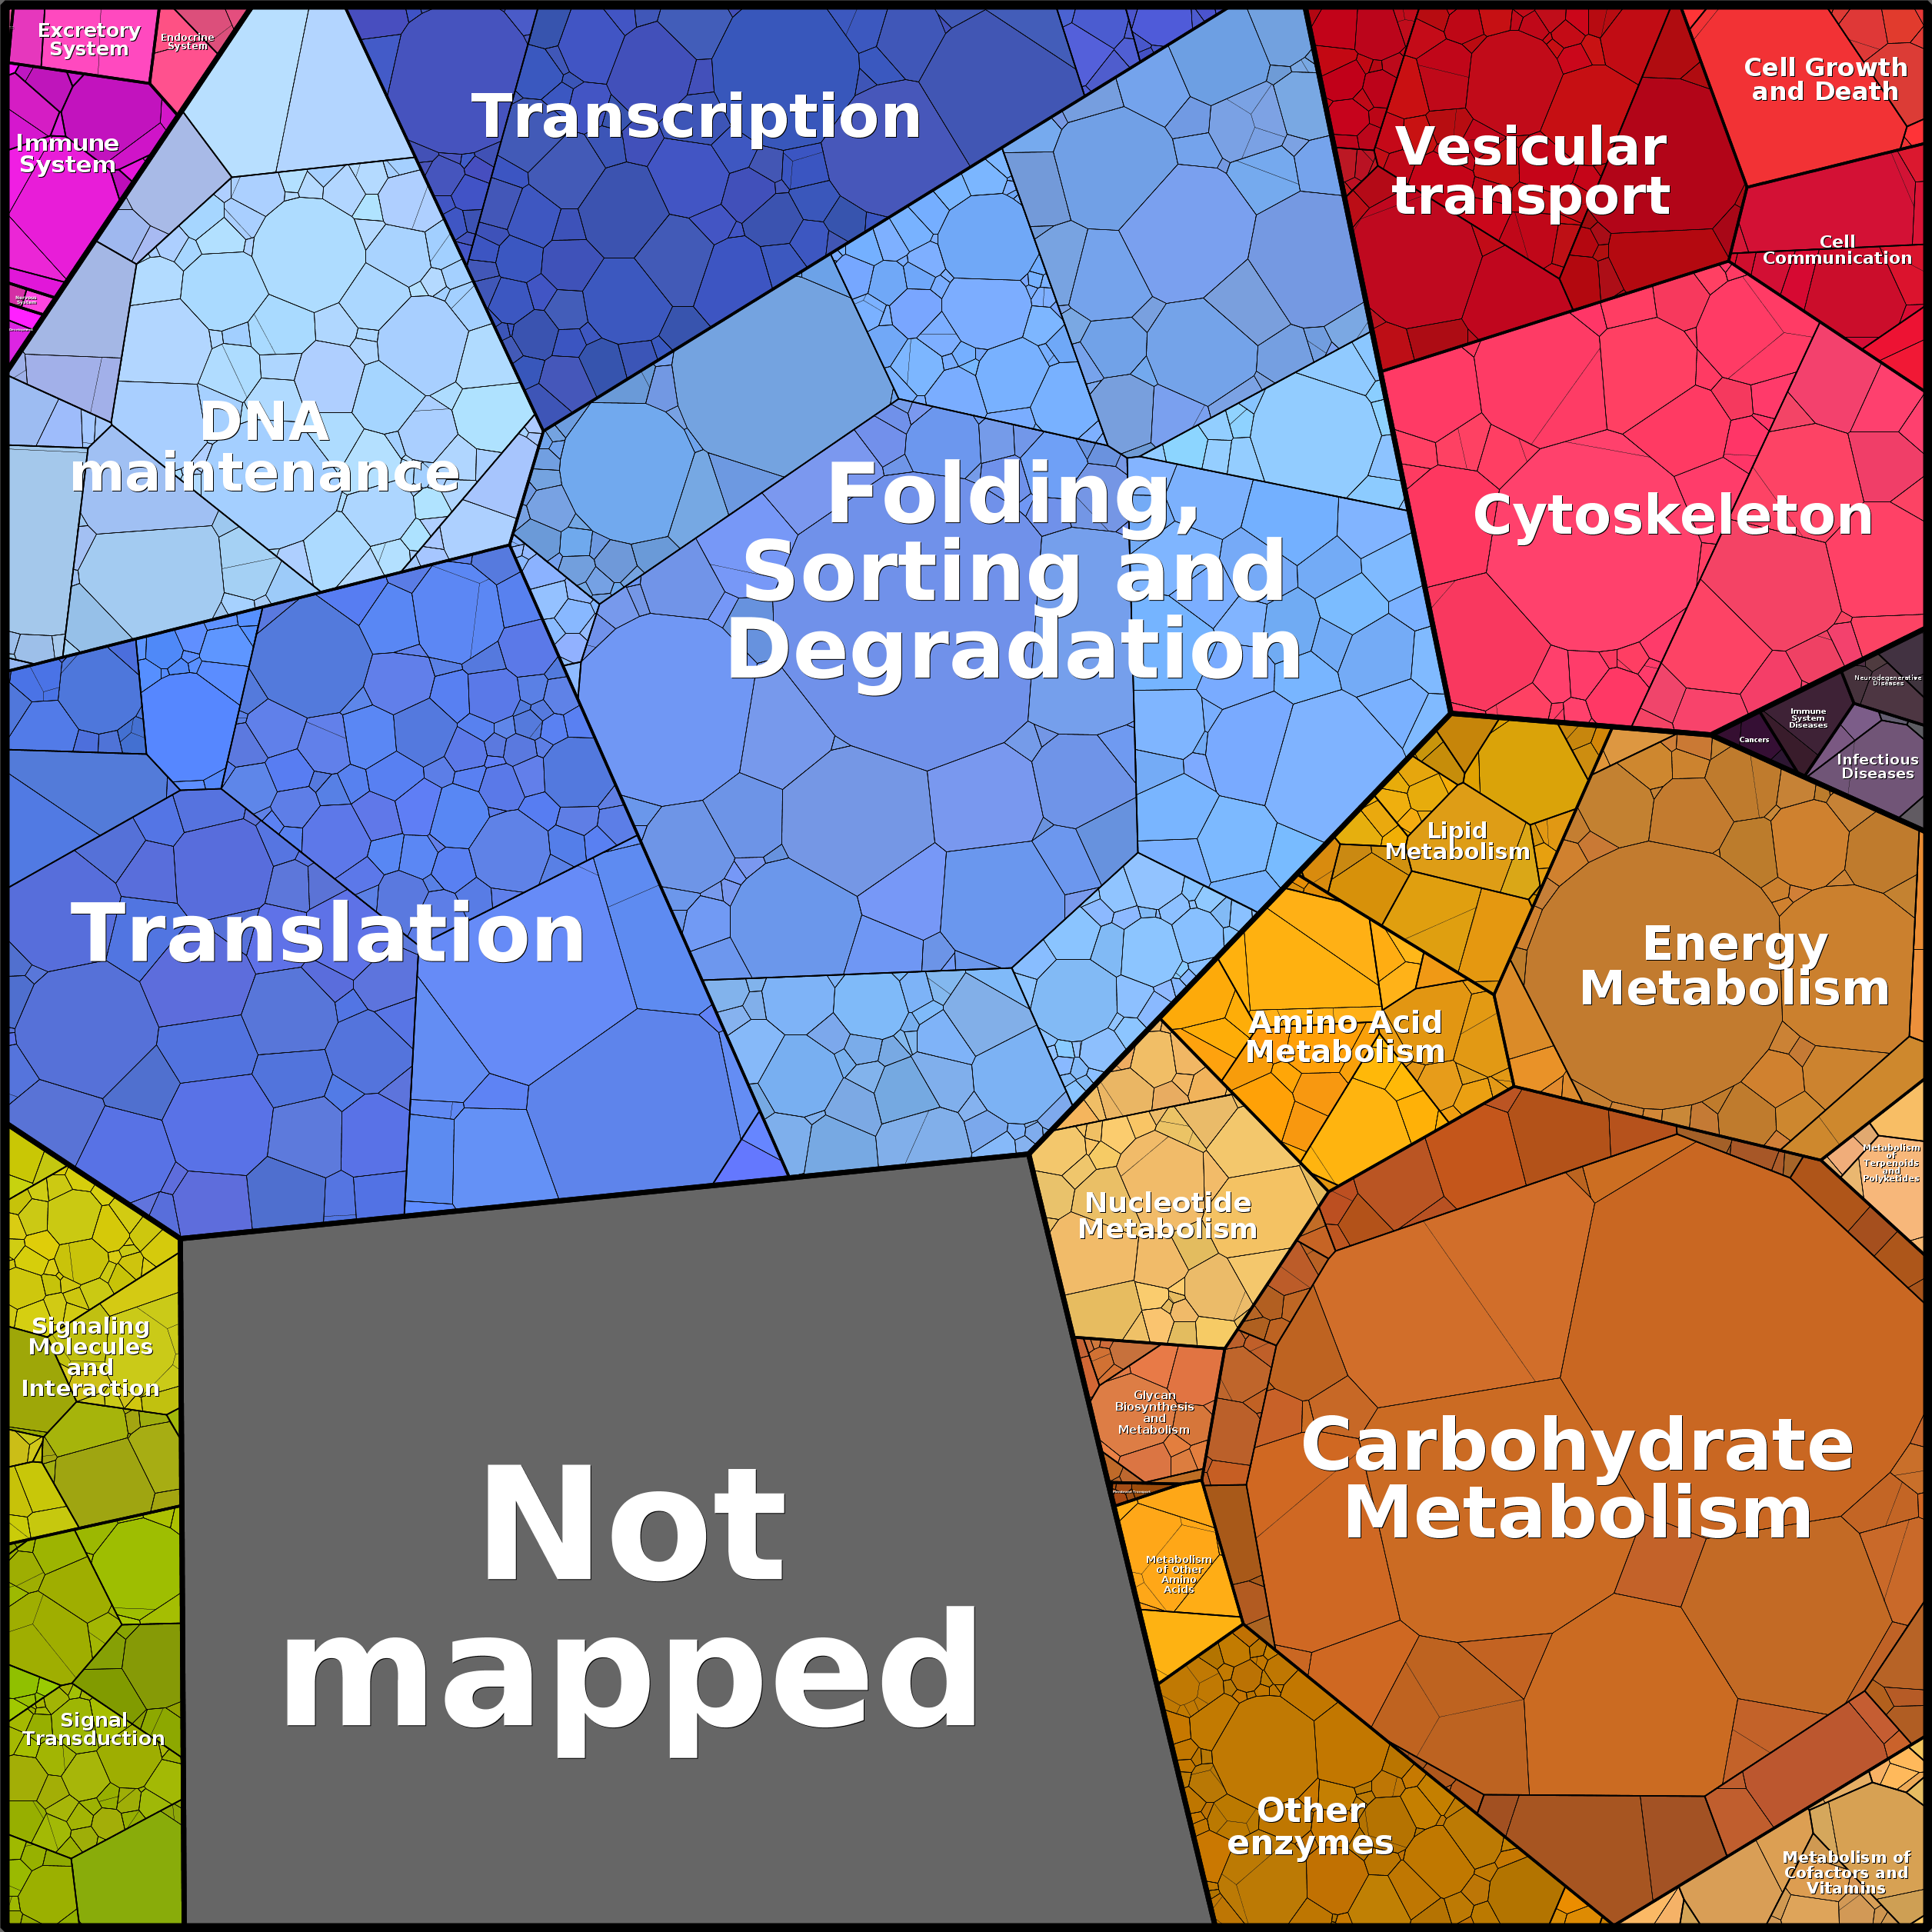 Excretory
System
Endocrine
System
Immune
System
Nervous
System
Transcription
DNA
maintenance
Folding,
Sorting and
Degradation
Translation
Vesicular
transport
Cell Growth
and Death
Cell
Communication
Cytoskeleton
Neurodegenerative
Diseases
Immune
System
Diseases
Cancers
Infectious
Diseases
Lipid
Metabolism
Energy
Metabolism
Amino Acid
Metabolism
Nucleotide
Metabolism
Metabolism
of
Terpenoids
and
Polyketides
Glycan
Biosynthesis
and
Metabolism
Carbohydrate
Metabolism
Metabolism
of Other
Amino
Acids
Other
enzymes
Metabolism of
Cofactors and
Vitamins
Signaling
Molecules
and
Interaction
Signal
Transduction
Not
mapped